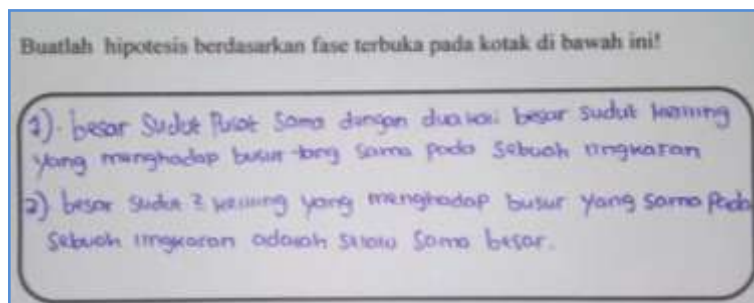 Buatlah hipotesis berdasarkan fase terbuka pada kotak di bawah ini!
1). besar Sudut Pusat Sama dengan dua kali besar sudut keliling
yang menghadap busur yang sama pada sebuah lingkaran
2) besar sudut 2 keliling yang menghadap busur yang sama pada
sebuah lingkaran adalah selalu sama besar.